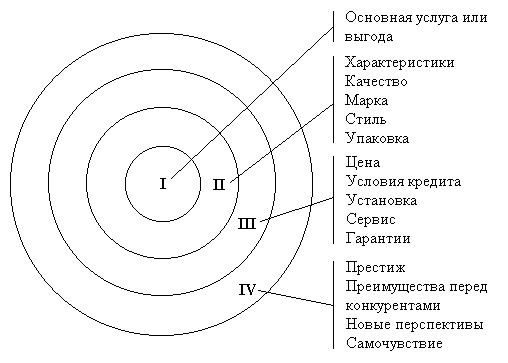 Основная услуга или
выгода
Характеристики
Качество
Марка
Стиль
Упаковка
Цена
Условия кредита
Установка
Сервис
Гарантии
Престиж
Преимущества перед
конкурентами
Новые перспективы
Самочувствие
I
II
III
IV